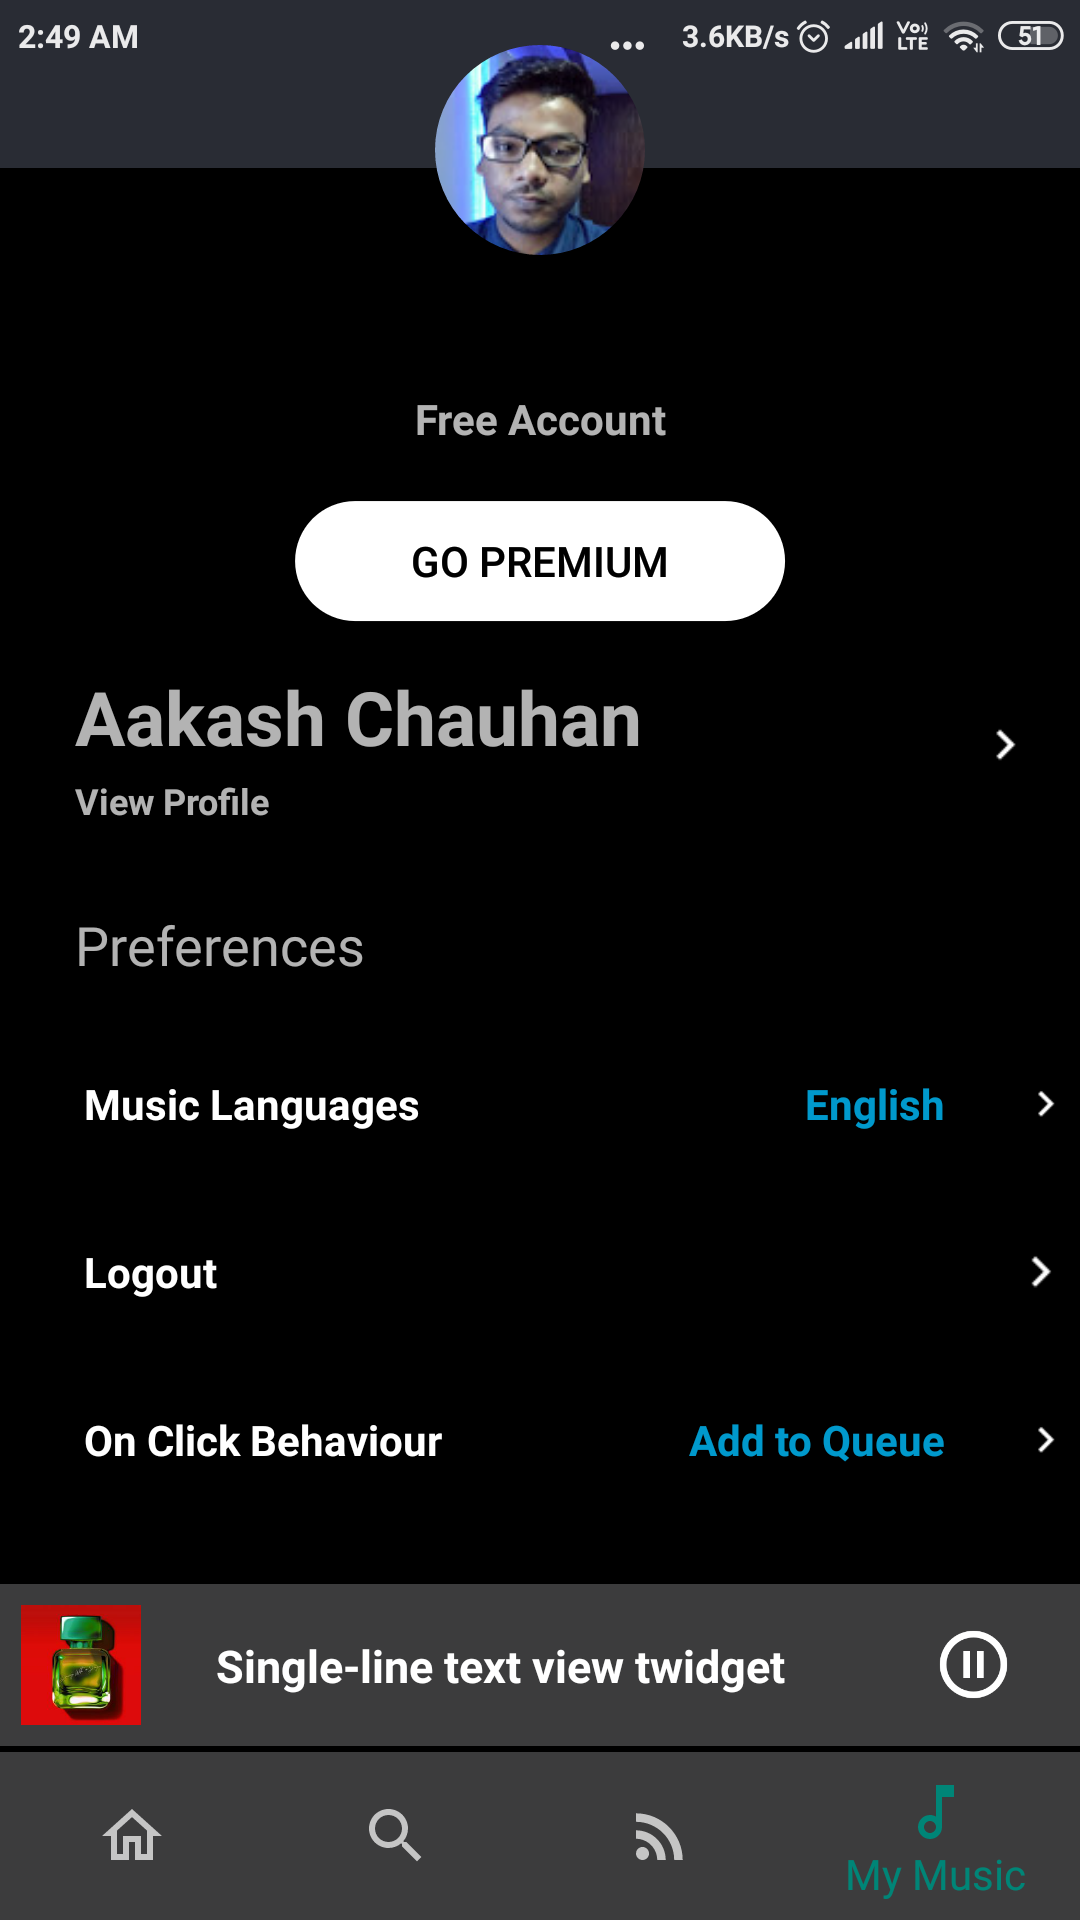 2:49 AM ... 3.6KB/s Vo)) LTE 51
Free Account
GO PREMIUM
Aakash Chauhan
View Profile
Preferences
Music Languages English
Logout
On Click Behaviour Add to Queue
Single-line text view twidget
My Music